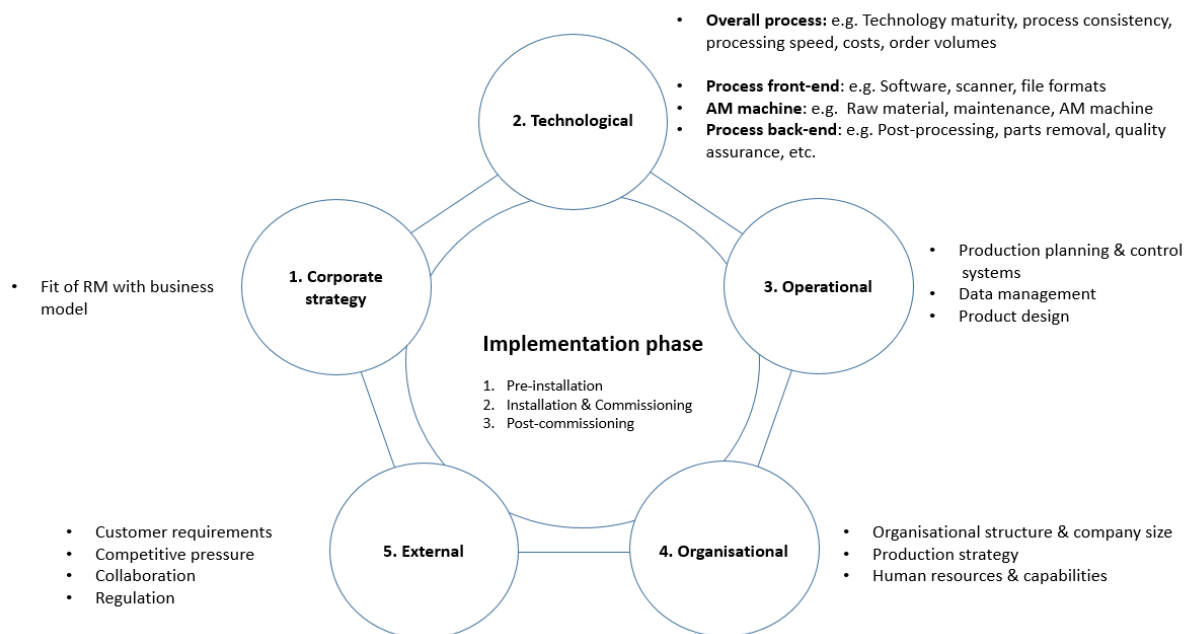 • Overall process: e.g. Technology maturity, process consistency,
processing speed, costs, order volumes
• Process front-end: e.g. Software, scanner, file formats
• AM machine: e.g.  Raw material, maintenance, AM machine
• Process back-end: e.g. Post-processing, parts removal, quality
assurance, etc.
2. Technological
1. Corporate
strategy
• Fit of RM with business
model
3. Operational
• Production planning & control
systems
• Data management
• Product design
Implementation phase
1. Pre-installation
2. Installation & Commissioning
3. Post-commissioning
5. External
• Customer requirements
• Competitive pressure
• Collaboration
• Regulation
4. Organisational
• Organisational structure & company size
• Production strategy
• Human resources & capabilities